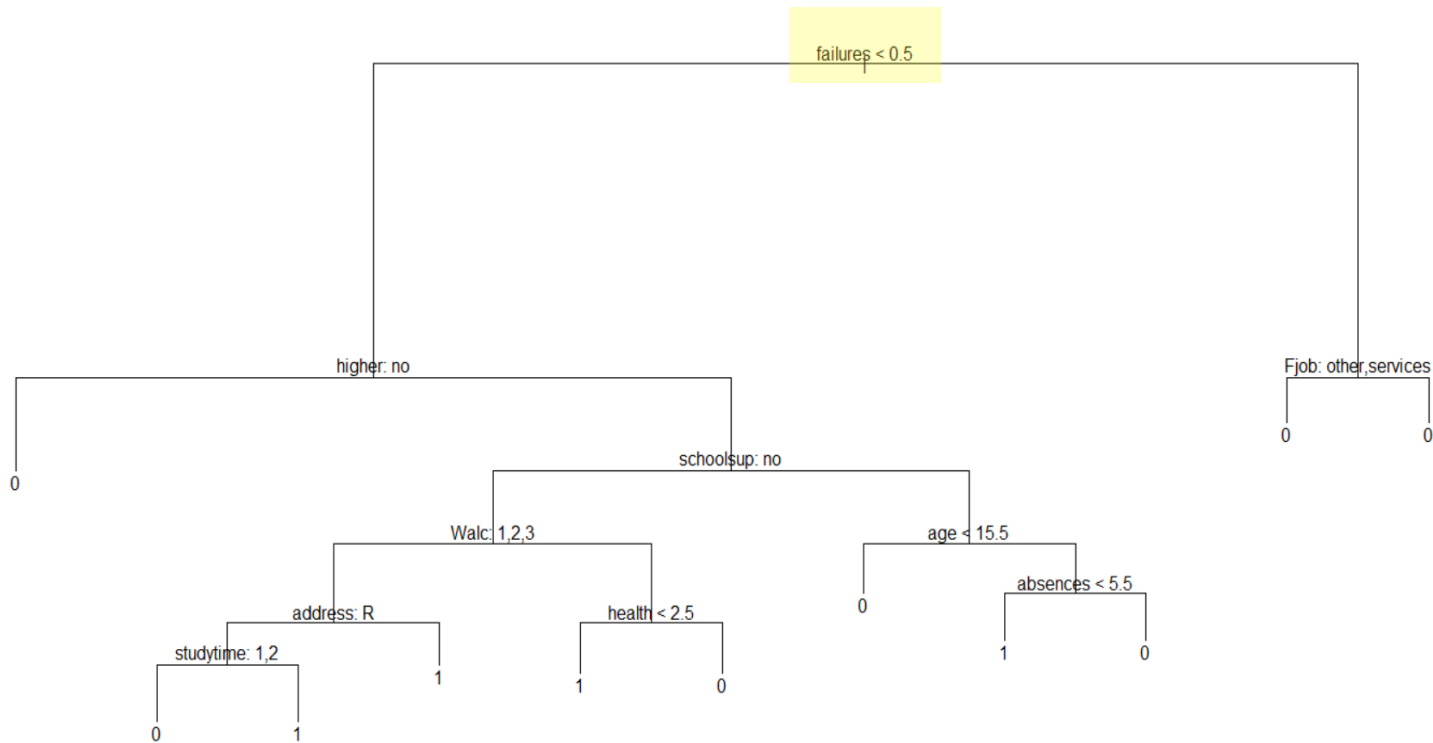 failures < 0.5
higher: no
Fjob: other,services
0
0
schoolsup: no
0
Walc: 1,2,3
age < 15.5
absences < 5.5
0
address: R
health < 2.5
studytime: 1,2
1
0
1
1
0
0
1